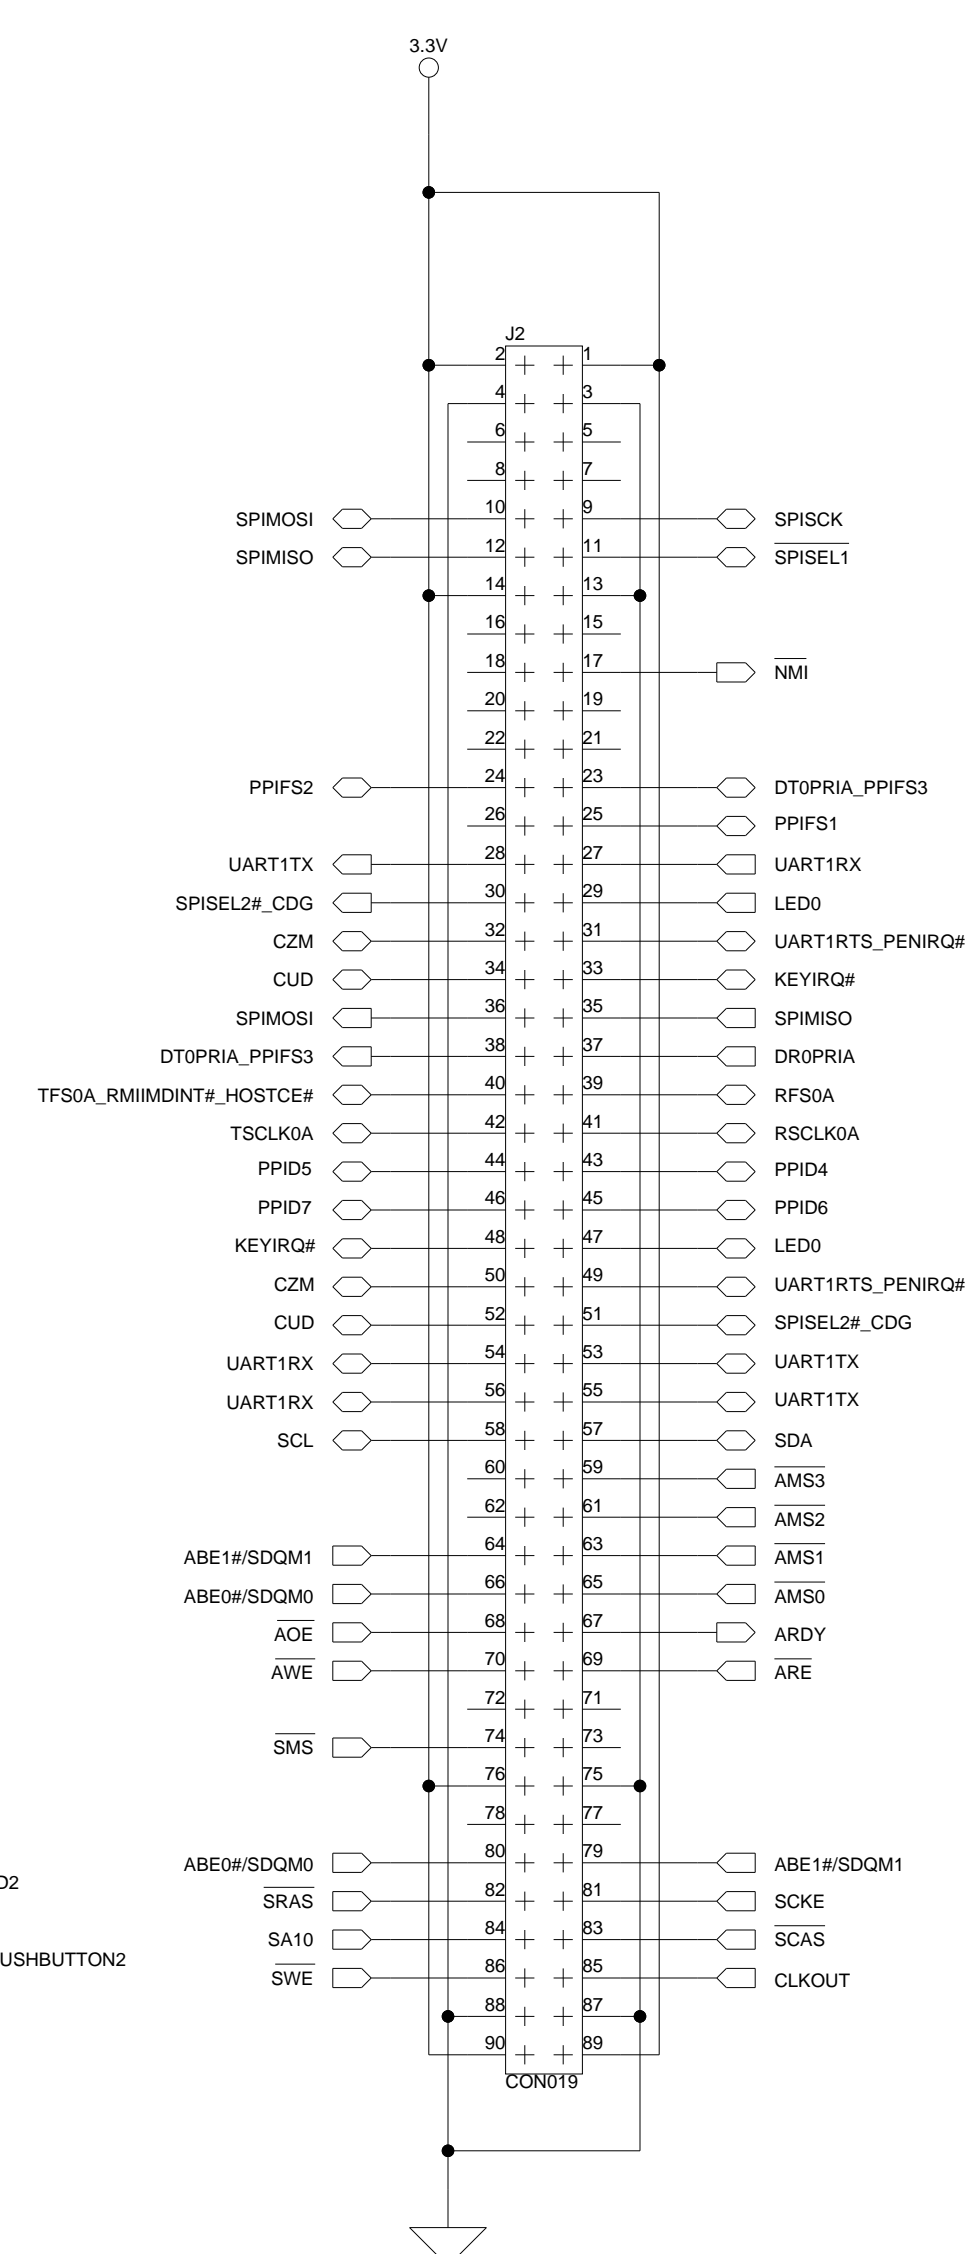 3.3V
J2
2 1
4 3
6 5
8 7
SPIMOSI 10 9 SPISCK
SPIMISO 12 11 SPISEL1
14 13
16 15
18 17 NMI
20 19
22 21
PPIFS2 24 23 DT0PRIA_PPIFS3
26 25 PPIFS1
UART1TX 28 27 UART1RX
SPISEL2#_CDG 30 29 LED0
CZM 32 31 UART1RTS_PENIRQ#
CUD 34 33 KEYIRQ#
SPIMOSI 36 35 SPIMISO
DT0PRIA_PPIFS3 38 37 DR0PRIA
TFS0A_RMIIMDINT#_HOSTCE# 40 39 RFS0A
TSCLK0A 42 41 RSCLK0A
PPID5 44 43 PPID4
PPID7 46 45 PPID6
KEYIRQ# 48 47 LED0
CZM 50 49 UART1RTS_PENIRQ#
CUD 52 51 SPISEL2#_CDG
UART1RX 54 53 UART1TX
UART1RX 56 55 UART1TX
SCL 58 57 SDA
60 59 AMS3
62 61 AMS2
ABE1#/SDQM1 64 63 AMS1
ABE0#/SDQM0 66 65 AMS0
AOE 68 67 ARDY
AWE 70 69 ARE
72 71
SMS 74 73
76 75
78 77
ABE0#/SDQM0 80 79 ABE1#/SDQM1
D2
SRAS 82 81 SCKE
SA10 84 83 SCAS
USHBUTTON2
SWE 86 85 CLKOUT
88 87
90 89
CON019